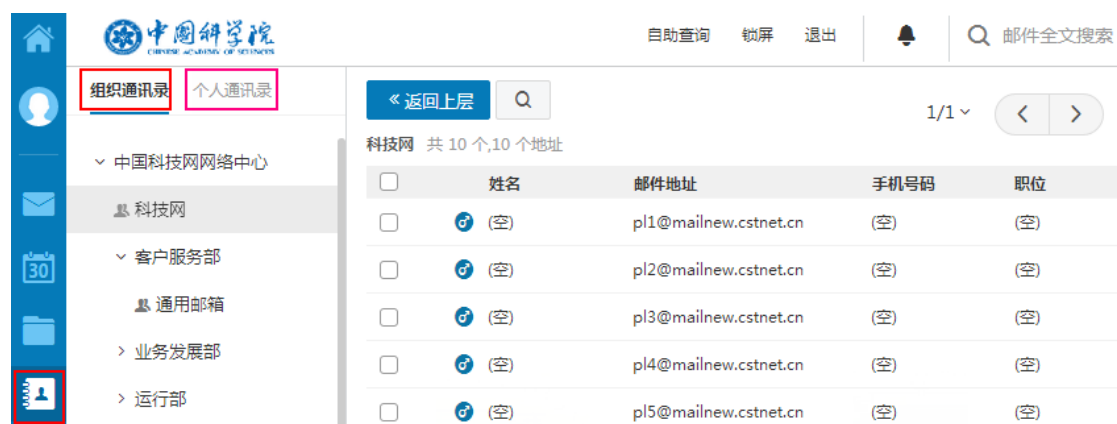 中国科学院
CHINESE ACADEMY OF SCIENCES
自助查询 锁屏 退出
邮件全文搜索
组织通讯录 个人通讯录
«返回上层
1/1
科技网 共 10 个,10 个地址
中国科技网网络中心
科技网
客户服务部
通用邮箱
业务发展部
运行部
30
姓名 邮件地址 手机号码 职位
(空) pl1@mailnew.cstnet.cn (空) (空)
(空) pl2@mailnew.cstnet.cn (空) (空)
(空) pl3@mailnew.cstnet.cn (空) (空)
(空) pl4@mailnew.cstnet.cn (空) (空)
(空) pl5@mailnew.cstnet.cn (空) (空)